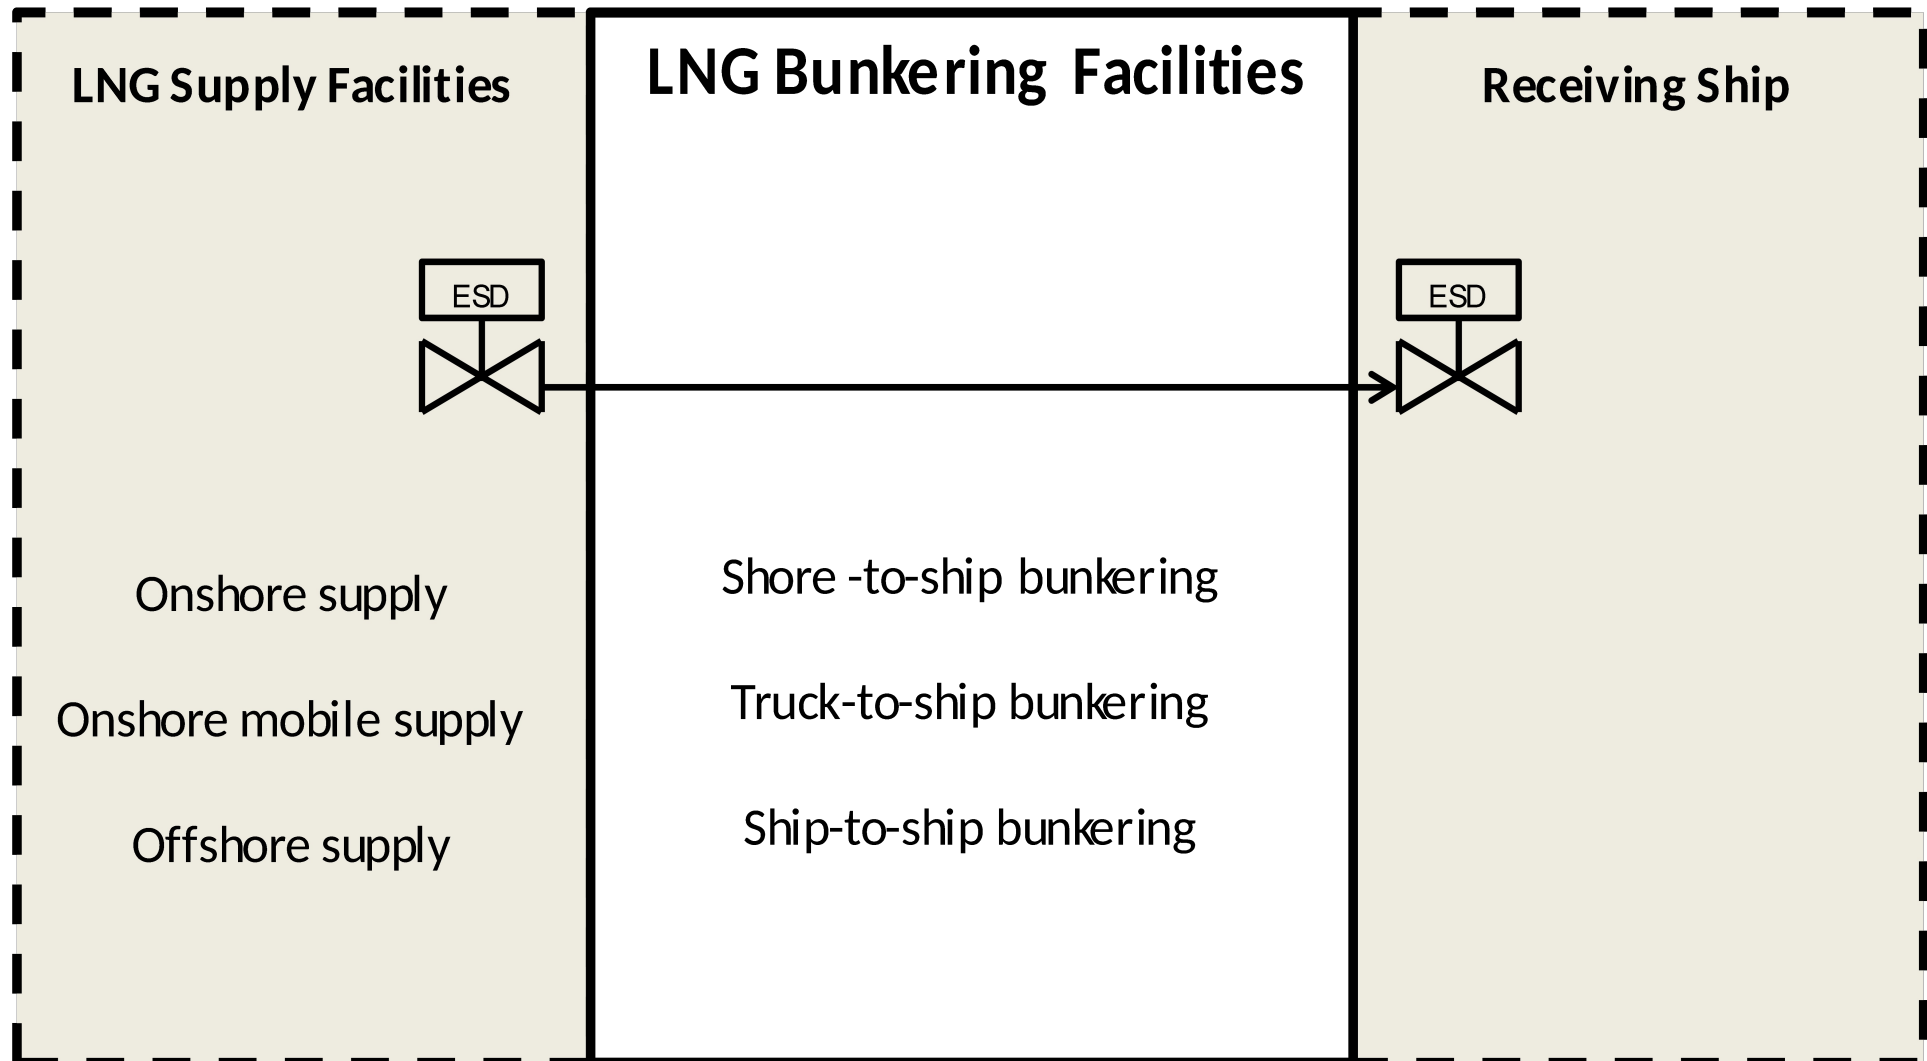 LNG Supply Facilities
LNG Bunkering Facilities
Receiving Ship
ESD
ESD
Onshore supply
Onshore mobile supply
Offshore supply
Shore -to-ship bunkering
Truck-to-ship bunkering
Ship-to-ship bunkering